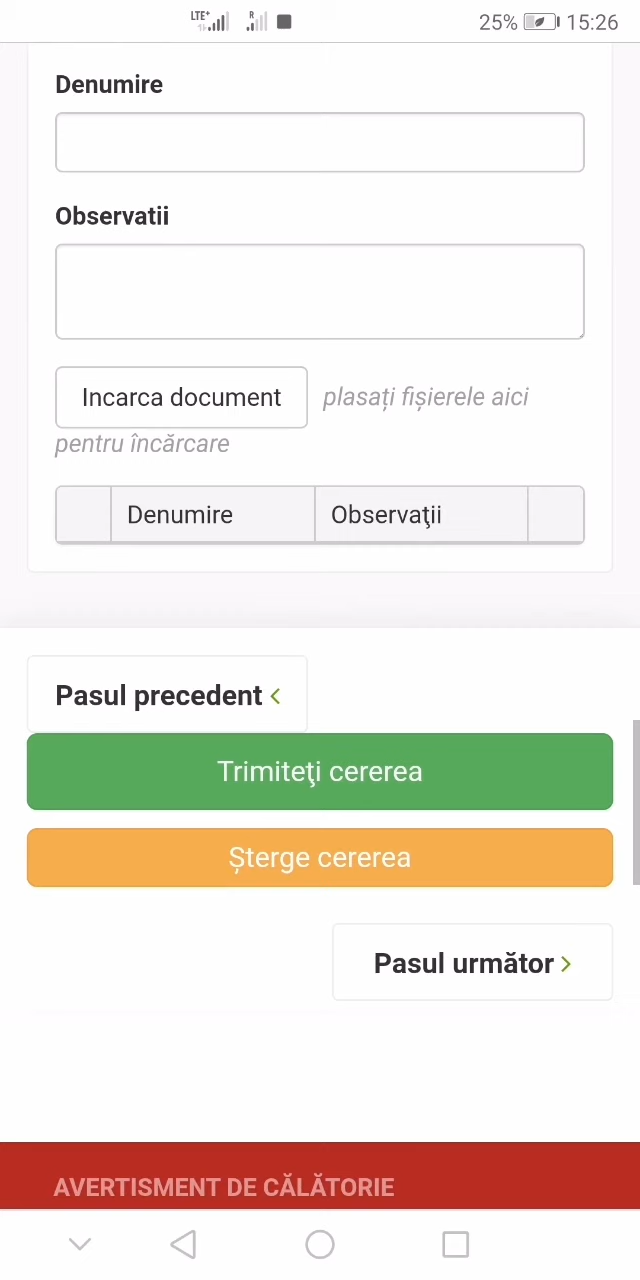 LTE+ R 25% 15:26
Denumire
Observatii
Incarca document plasați fișierele aici
pentru încărcare
Denumire Observaţii
Pasul precedent
Trimiteţi cererea
Șterge cererea
Pasul următor
AVERTISMENT DE CĂLĂTORIE